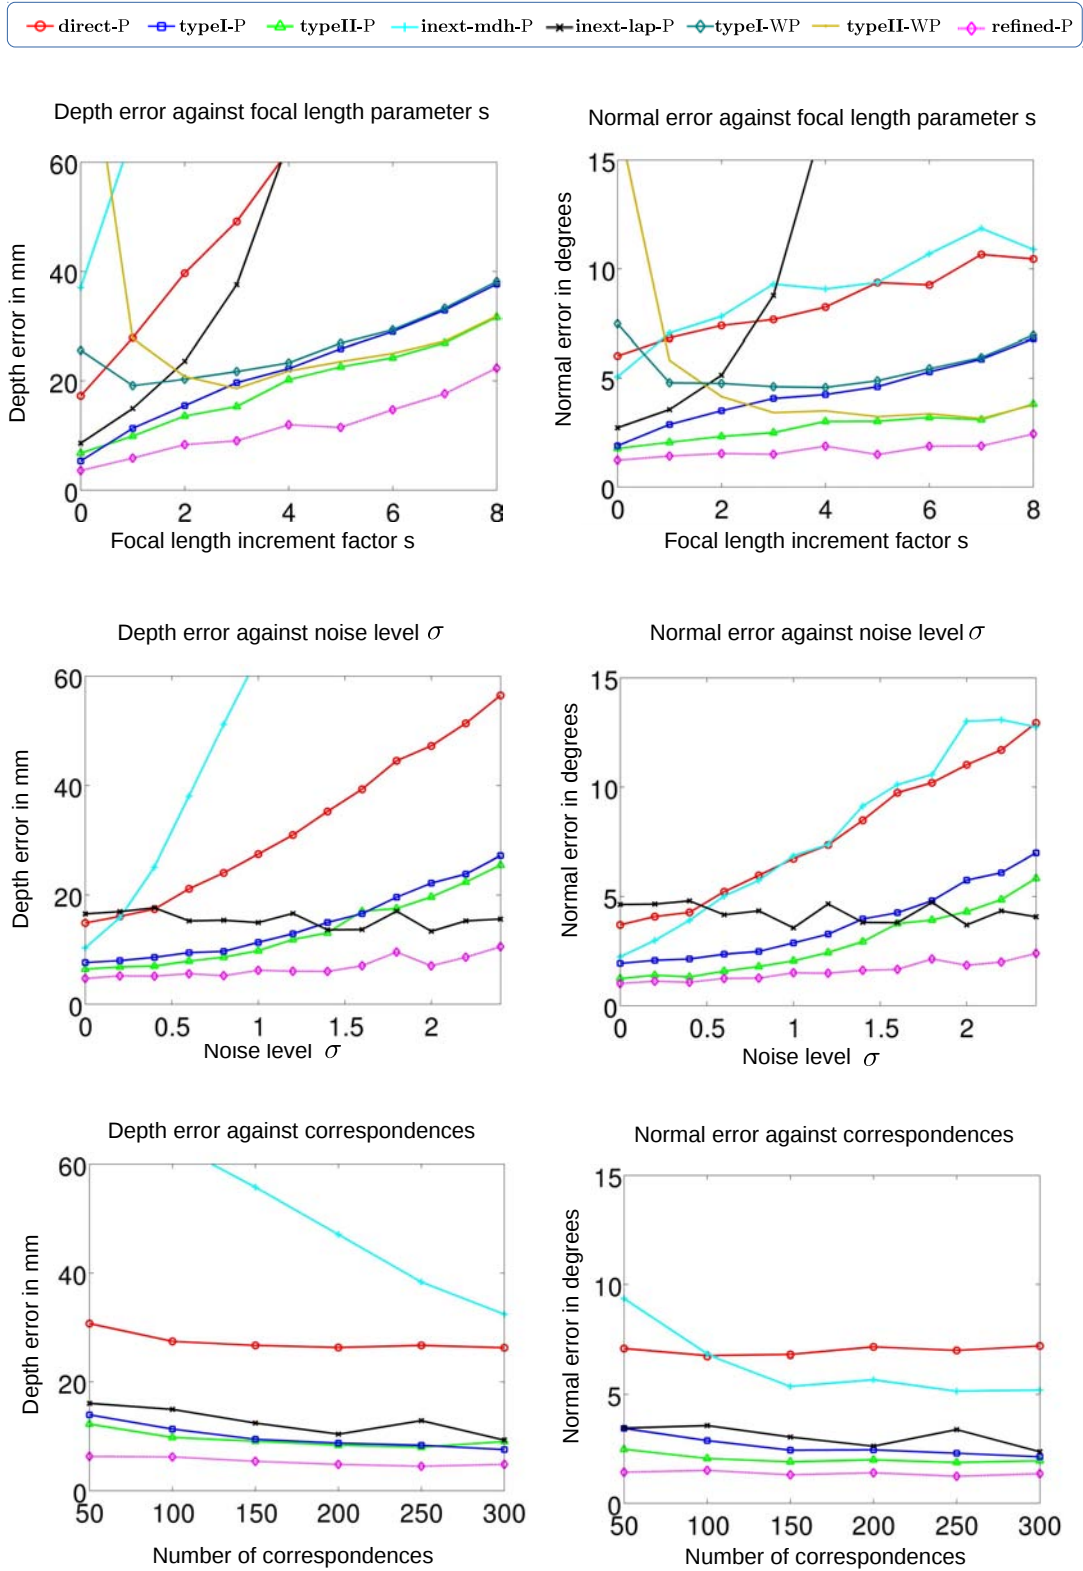 direct-P typeI-P typeII-P inext-mdh-P inext-lap-P typeI-WP typeII-WP refined-P
Depth error against focal length parameter s
60
40
20
0
0 2 4 6 8
Depth error in mm
Focal length increment factor s
Normal error against focal length parameter s
15
10
5
0
0 2 4 6 8
Normal error in degrees
Focal length increment factor s
Depth error against noise level σ
60
40
20
0
0 0.5 1 1.5 2
Depth error in mm
Noise level σ
Normal error against noise level σ
15
10
5
0
0 0.5 1 1.5 2
Normal error in degrees
Noise level σ
Depth error against correspondences
60
40
20
0
50 100 150 200 250 300
Depth error in mm
Number of correspondences
Normal error against correspondences
15
10
5
0
50 100 150 200 250 300
Normal error in degrees
Number of correspondences